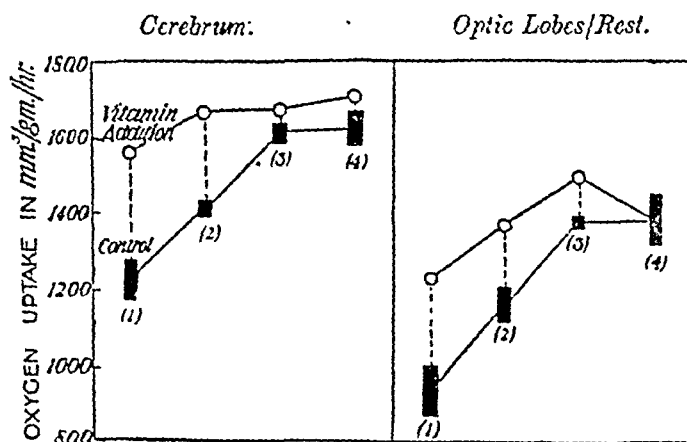 Cerebrum:
Optic Lobes/Rest.
OXYGEN UPTAKE IN mm³/gm./hr.
1800
1600
1400
1200
1000
800
Vitamin
Addition
Control
(1)
(2)
(3)
(4)
(1)
(2)
(3)
(4)